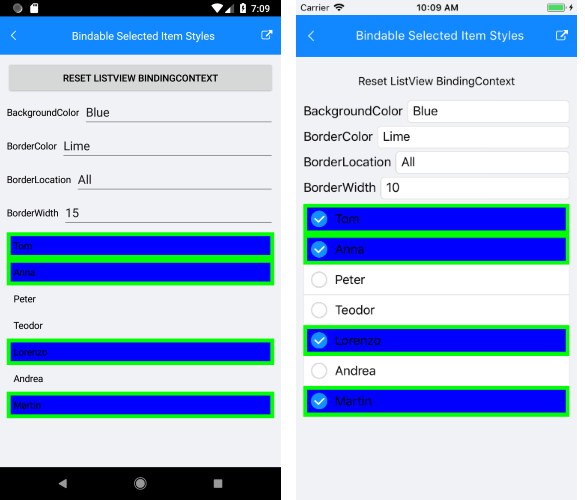 7:09
Bindable Selected Item Styles
RESET LISTVIEW BINDINGCONTEXT
BackgroundColor Blue
BorderColor Lime
BorderLocation All
BorderWidth 15
Tom
Anna
Peter
Teodor
Lorenzo
Andrea
Martin
Carrier 10:09 AM
Bindable Selected Item Styles
Reset ListView BindingContext
BackgroundColor Blue
BorderColor Lime
BorderLocation All
BorderWidth 10
Tom
Anna
Peter
Teodor
Lorenzo
Andrea
Martin